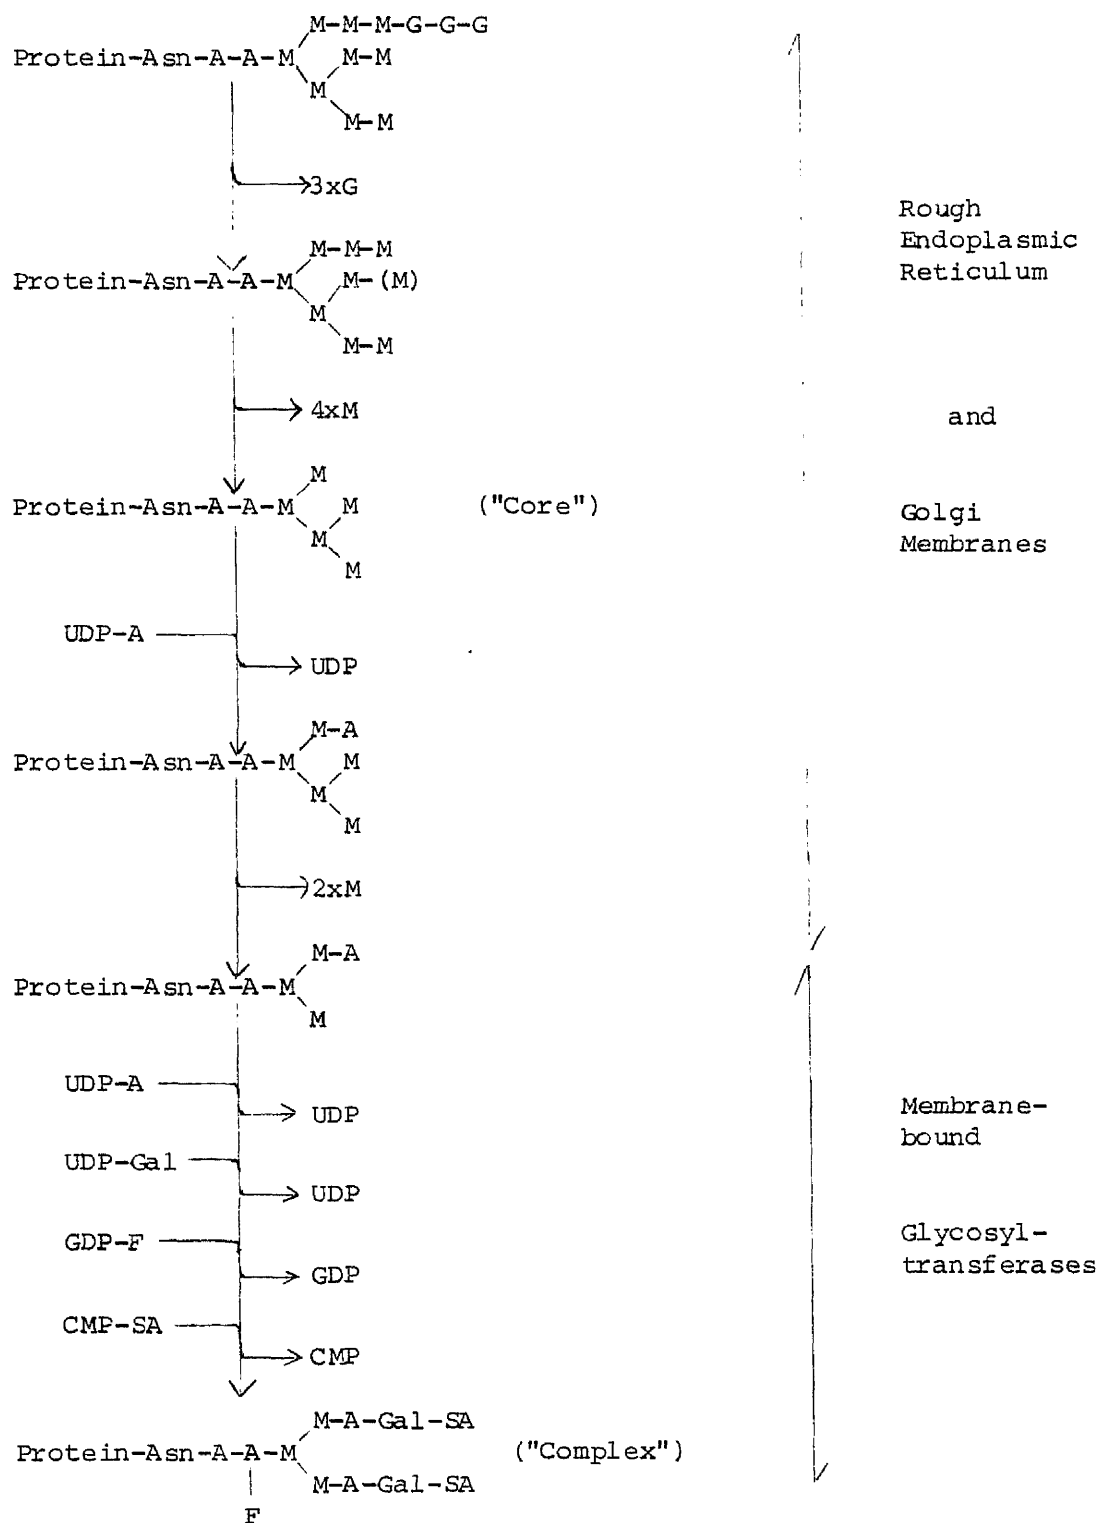 M-M-M-G-G-G
Protein-Asn-A-A-M M-M
M
M-M
3xG
M-M-M
Protein-Asn-A-A-M M-(M)
M
M-M
4xM
M
Protein-Asn-A-A-M M ("Core")
M
M
UDP-A
UDP
M-A
Protein-Asn-A-A-M M
M
M
2xM
M-A
Protein-Asn-A-A-M
M
UDP-A
UDP
UDP-Gal
UDP
GDP-F
GDP
CMP-SA
CMP
M-A-Gal-SA
Protein-Asn-A-A-M ("Complex")
M-A-Gal-SA
F
Rough
Endoplasmic
Reticulum
and
Golgi
Membranes
Membrane-
bound
Glycosyl-
transferases